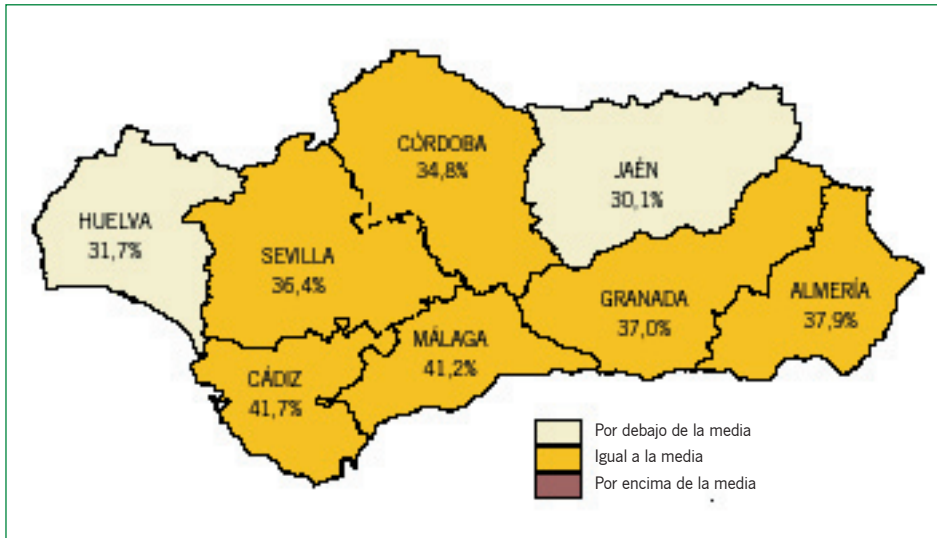 CÓRDOBA
34,8%
JAÉN
30,1%
HUELVA
31,7%
SEVILLA
36,4%
GRANADA
37,0%
ALMERÍA
37,9%
MÁLAGA
41,2%
CÁDIZ
41,7%
Por debajo de la media
Igual a la media
Por encima de la media